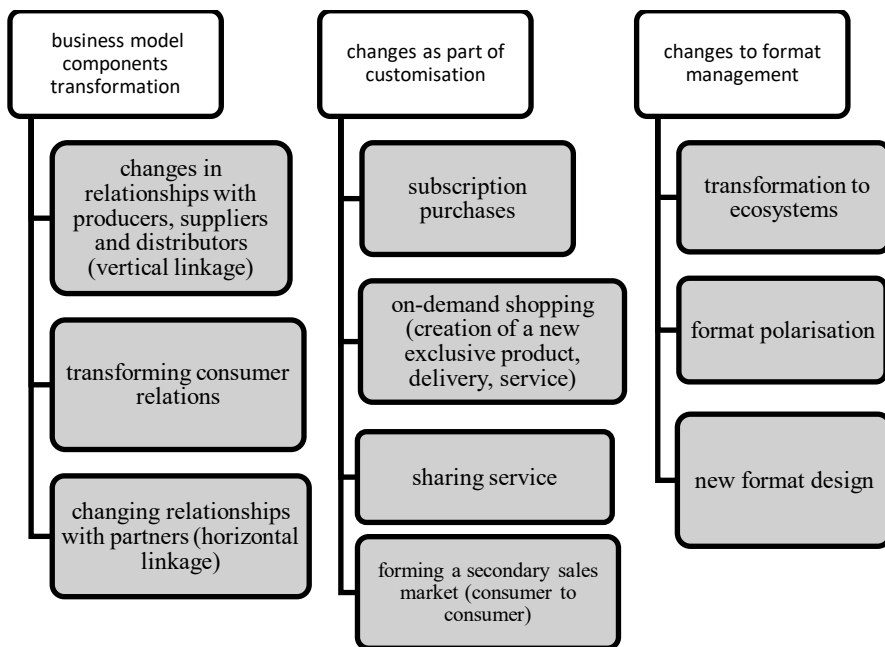 business model
components
transformation
changes in
relationships with
producers, suppliers
and distributors
(vertical linkage)
transforming consumer
relations
changing relationships
with partners (horizontal
linkage)
changes as part of
customisation
subscription
purchases
on-demand shopping
(creation of a new
exclusive product,
delivery, service)
sharing service
forming a secondary sales
market (consumer to
consumer)
changes to format
management
transformation to
ecosystems
format polarisation
new format design